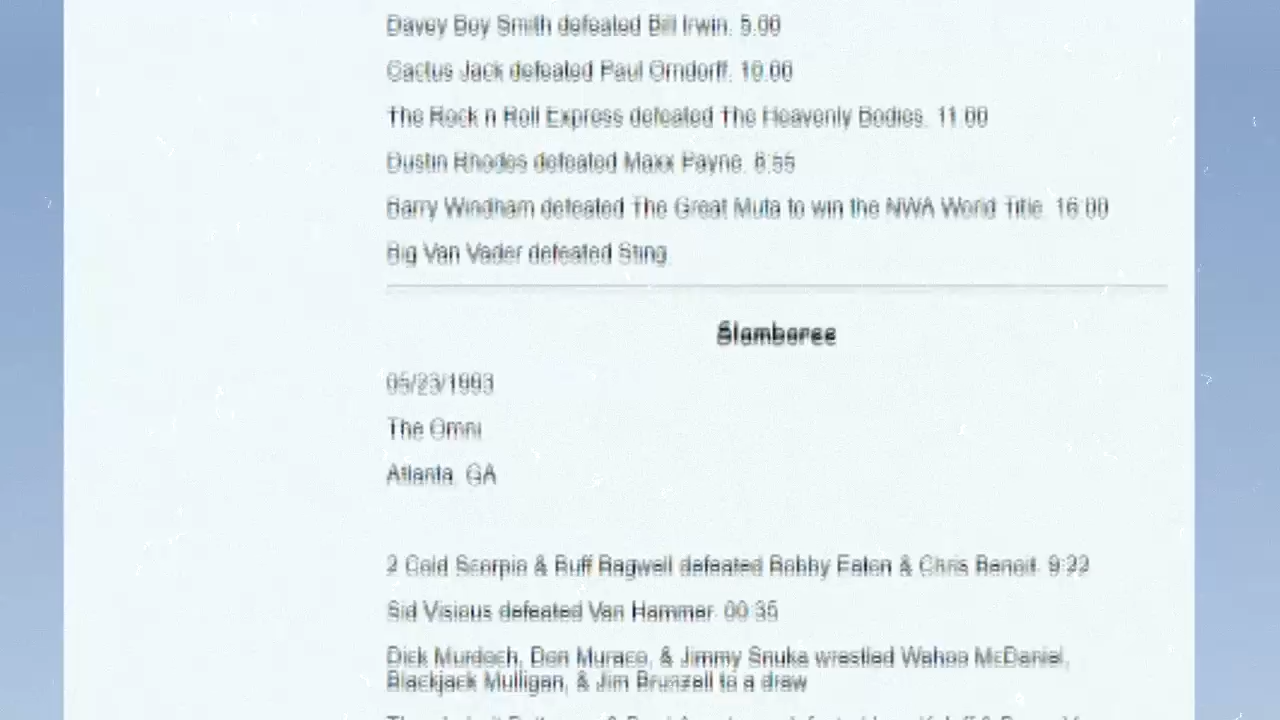 Davey Boy Smith defeated Bill Irwin. 5:00
Cactus Jack defeated Paul Orndorff. 10:00
The Rock n Roll Express defeated The Heavenly Bodies. 11:00
Dustin Rhodes defeated Maxx Payne. 6:55
Barry Windham defeated The Great Muta to win the NWA World Title. 16:00
Big Van Vader defeated Sting
Slamboree
05/23/1993
The Omni
Atlanta, GA
2 Cold Scorpio & Buff Bagwell defeated Bobby Eaton & Chris Benoit. 9:22
Sid Visious defeated Van Hammer. 00:35
Dick Murdoch, Don Muraco, & Jimmy Snuka wrestled Wahoo McDaniel,
Blackjack Mulligan, & Jim Brunzell to a draw